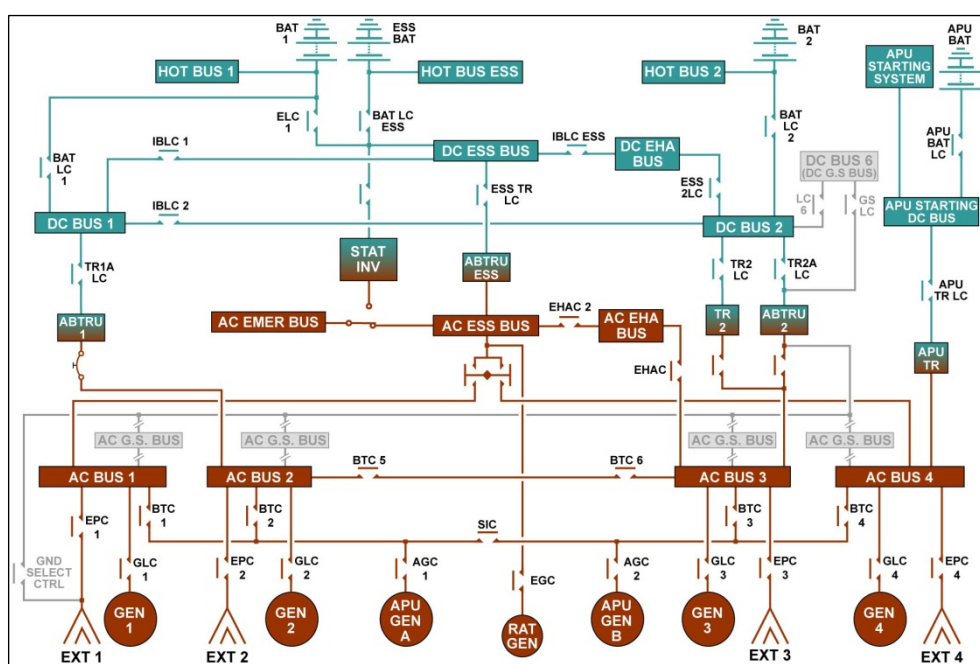 BAT
1
ESS
BAT
BAT
2
APU
BAT
APU
STARTING
SYSTEM
HOT BUS 1
HOT BUS ESS
HOT BUS 2
ELC
1
BAT LC
ESS
BAT
LC
2
APU
BAT
LC
IBLC 1
IBLC ESS
BAT
LC
1
DC ESS BUS
DC EHA
BUS
DC BUS 6
(DC G.S BUS)
ESS TR
LC
ESS
2LC
LC
6
GS
LC
IBLC 2
DC BUS 1
DC BUS 2
APU STARTING
DC BUS
TR1A
LC
STAT
INV
ABTRU
ESS
TR2
LC
TR2A
LC
APU
TR LC
ABTRU
1
AC EMER BUS
AC ESS BUS
EHAC 2
AC EHA
BUS
TR
2
ABTRU
2
APU
TR
EHAC
AC G.S. BUS
AC G.S. BUS
AC G.S. BUS
AC G.S. BUS
AC BUS 1
AC BUS 2
BTC 5
BTC 6
AC BUS 3
AC BUS 4
EPC
1
BTC
1
BTC
2
SIC
BTC
3
BTC
4
GND
SELECT
CTRL
GLC
1
EPC
2
GLC
2
AGC
1
EGC
AGC
2
GLC
3
EPC
3
GLC
4
EPC
4
GEN
1
GEN
2
APU
GEN
A
RAT
GEN
APU
GEN
B
GEN
3
GEN
4
EXT 1
EXT 2
EXT 3
EXT 4